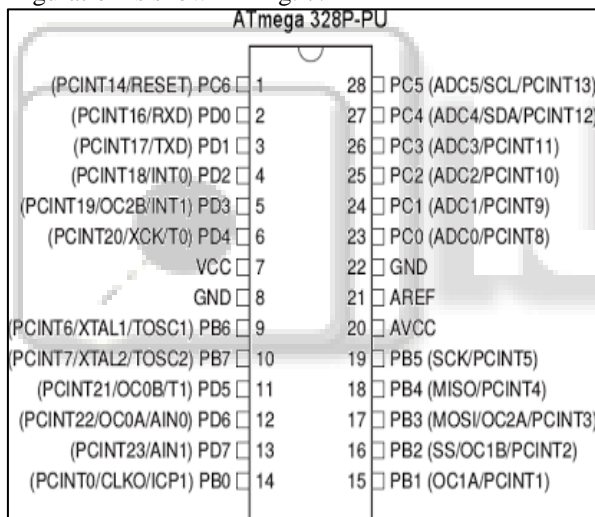 ATmega 328P-PU
(PCINT14/RESET) PC6 1 28 PC5 (ADC5/SCL/PCINT13)
(PCINT16/RXD) PD0 2 27 PC4 (ADC4/SDA/PCINT12)
(PCINT17/TXD) PD1 3 26 PC3 (ADC3/PCINT11)
(PCINT18/INT0) PD2 4 25 PC2 (ADC2/PCINT10)
(PCINT19/OC2B/INT1) PD3 5 24 PC1 (ADC1/PCINT9)
(PCINT20/XCK/T0) PD4 6 23 PC0 (ADC0/PCINT8)
VCC 7 22 GND
GND 8 21 AREF
(PCINT6/XTAL1/TOSC1) PB6 9 20 AVCC
(PCINT7/XTAL2/TOSC2) PB7 10 19 PB5 (SCK/PCINT5)
(PCINT21/OC0B/T1) PD5 11 18 PB4 (MISO/PCINT4)
(PCINT22/OC0A/AIN0) PD6 12 17 PB3 (MOSI/OC2A/PCINT3)
(PCINT23/AIN1) PD7 13 16 PB2 (SS/OC1B/PCINT2)
(PCINT0/CLKO/ICP1) PB0 14 15 PB1 (OC1A/PCINT1)